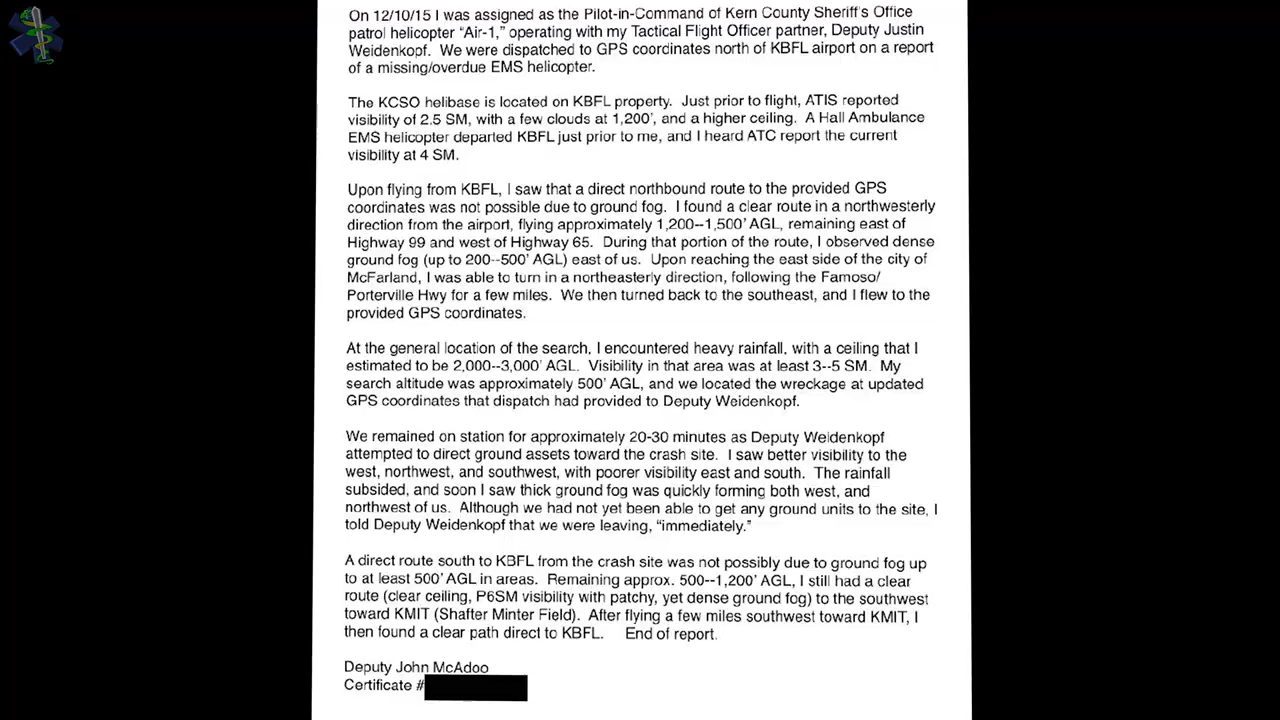 On 12/10/15 I was assigned as the Pilot-in-Command of Kern County Sheriff's Office
patrol helicopter "Air-1," operating with my Tactical Flight Officer partner, Deputy Justin
Weidenkopf. We were dispatched to GPS coordinates north of KBFL airport on a report
of a missing/overdue EMS helicopter.
The KCSO helibase is located on KBFL property. Just prior to flight, ATIS reported
visibility of 2.5 SM, with a few clouds at 1,200', and a higher ceiling. A Hall Ambulance
EMS helicopter departed KBFL just prior to me, and I heard ATC report the current
visibility at 4 SM.
Upon flying from KBFL, I saw that a direct northbound route to the provided GPS
coordinates was not possible due to ground fog. I found a clear route in a northwesterly
direction from the airport, flying approximately 1,200--1,500' AGL, remaining east of
Highway 99 and west of Highway 65. During that portion of the route, I observed dense
ground fog (up to 200--500' AGL) east of us. Upon reaching the east side of the city of
McFarland, I was able to turn in a northeasterly direction, following the Famoso/
Porterville Hwy for a few miles. We then turned back to the southeast, and I flew to the
provided GPS coordinates.
At the general location of the search, I encountered heavy rainfall, with a ceiling that I
estimated to be 2,000--3,000' AGL. Visibility in that area was at least 3--5 SM. My
search altitude was approximately 500' AGL, and we located the wreckage at updated
GPS coordinates that dispatch had provided to Deputy Weidenkopf.
We remained on station for approximately 20-30 minutes as Deputy Weidenkopf
attempted to direct ground assets toward the crash site. I saw better visibility to the
west, northwest, and southwest, with poorer visibility east and south. The rainfall
subsided, and soon I saw thick ground fog was quickly forming both west, and
northwest of us. Although we had not yet been able to get any ground units to the site, I
told Deputy Weidenkopf that we were leaving, "immediately."
A direct route south to KBFL from the crash site was not possibly due to ground fog up
to at least 500' AGL in areas. Remaining approx. 500--1,200' AGL, I still had a clear
route (clear ceiling, P6SM visibility with patchy, yet dense ground fog) to the southwest
toward KMIT (Shafter Minter Field). After flying a few miles southwest toward KMIT, I
then found a clear path direct to KBFL. End of report.
Deputy John McAdoo
Certificate #